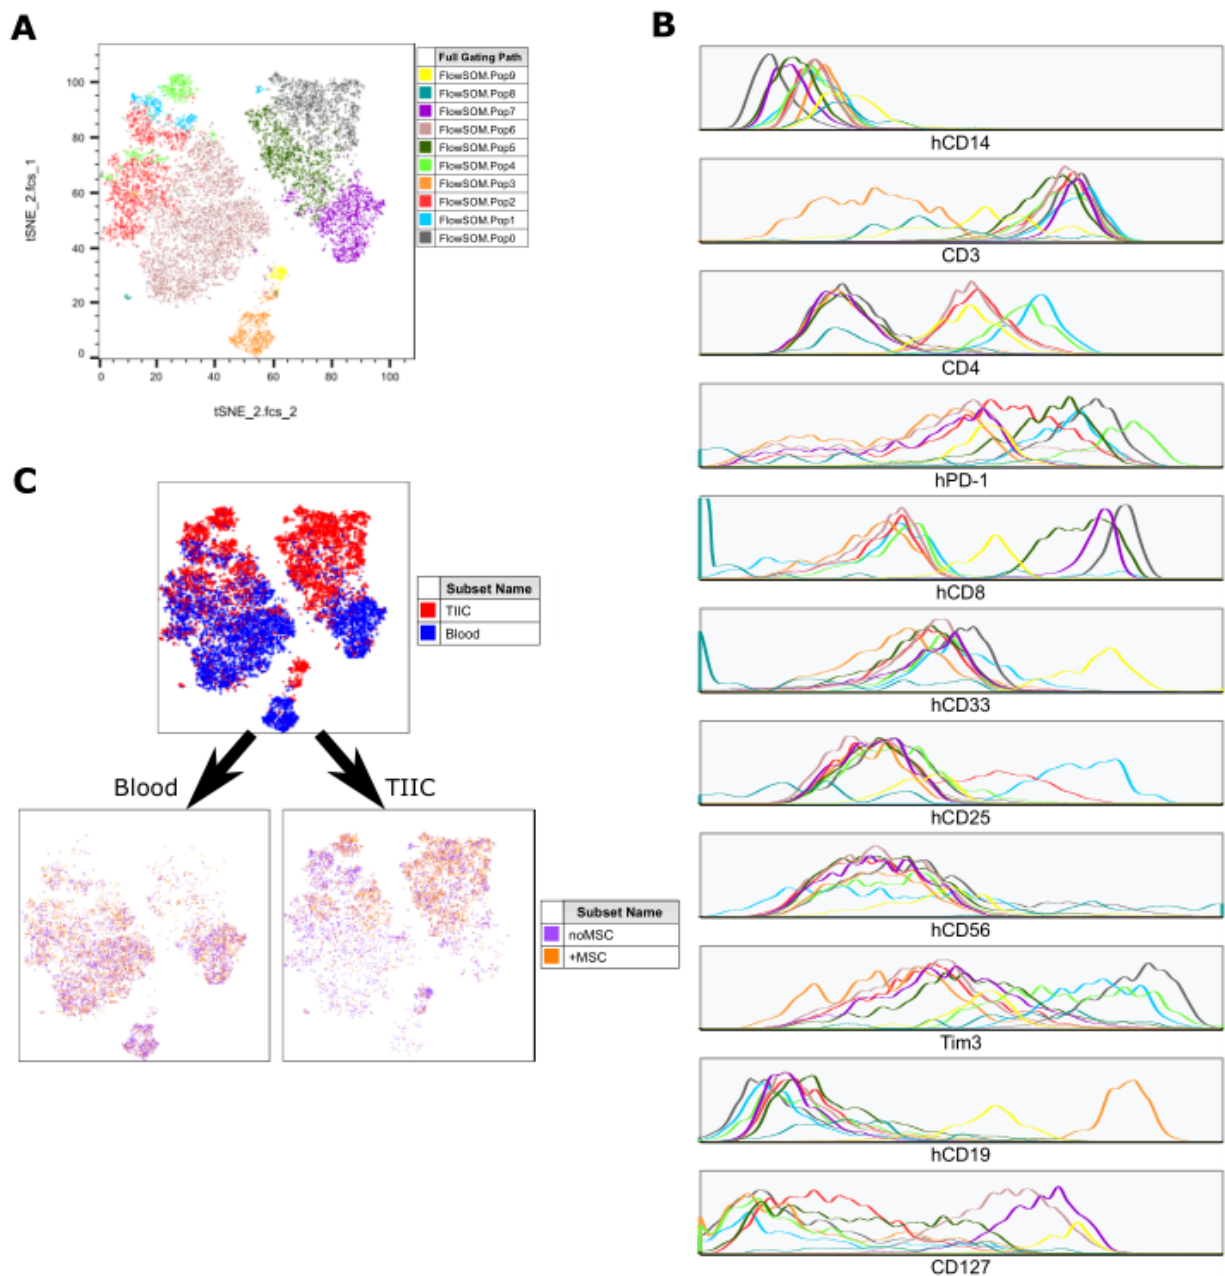 A
Full Gating Path
FlowSOM.Pop9
FlowSOM.Pop8
FlowSOM.Pop7
FlowSOM.Pop6
FlowSOM.Pop5
FlowSOM.Pop4
FlowSOM.Pop3
FlowSOM.Pop2
FlowSOM.Pop1
FlowSOM.Pop0
tSNE_2.fcs_1
100
80
60
40
20
0
0 20 40 60 80 100
tSNE_2.fcs_2
B
hCD14
CD3
CD4
hPD-1
hCD8
hCD33
hCD25
hCD56
Tim3
hCD19
CD127
C
Subset Name
TIIC
Blood
Blood
TIIC
Subset Name
noMSC
+MSC